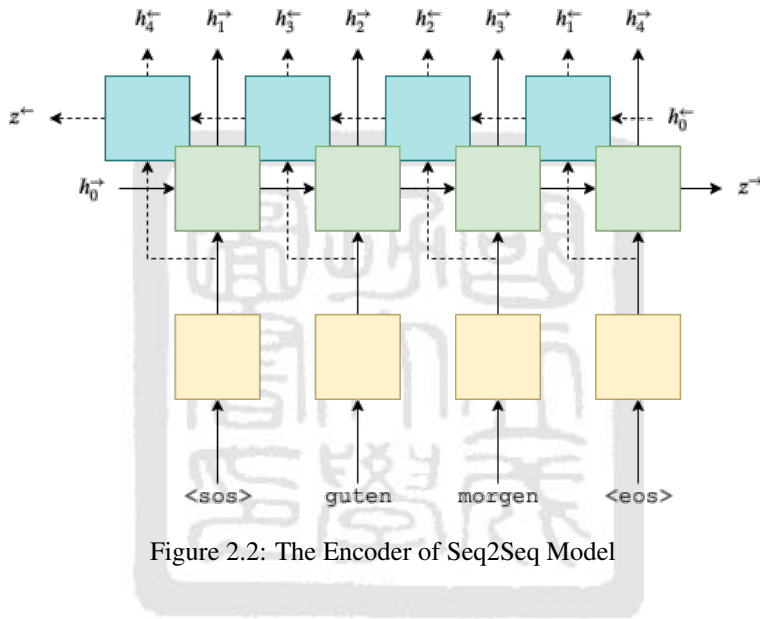 h₄← h₁→ h₃← h₂→ h₂← h₃→ h₁← h₄→
z← h₀←
h₀→ z→
<sos> guten morgen <eos>
Figure 2.2: The Encoder of Seq2Seq Model